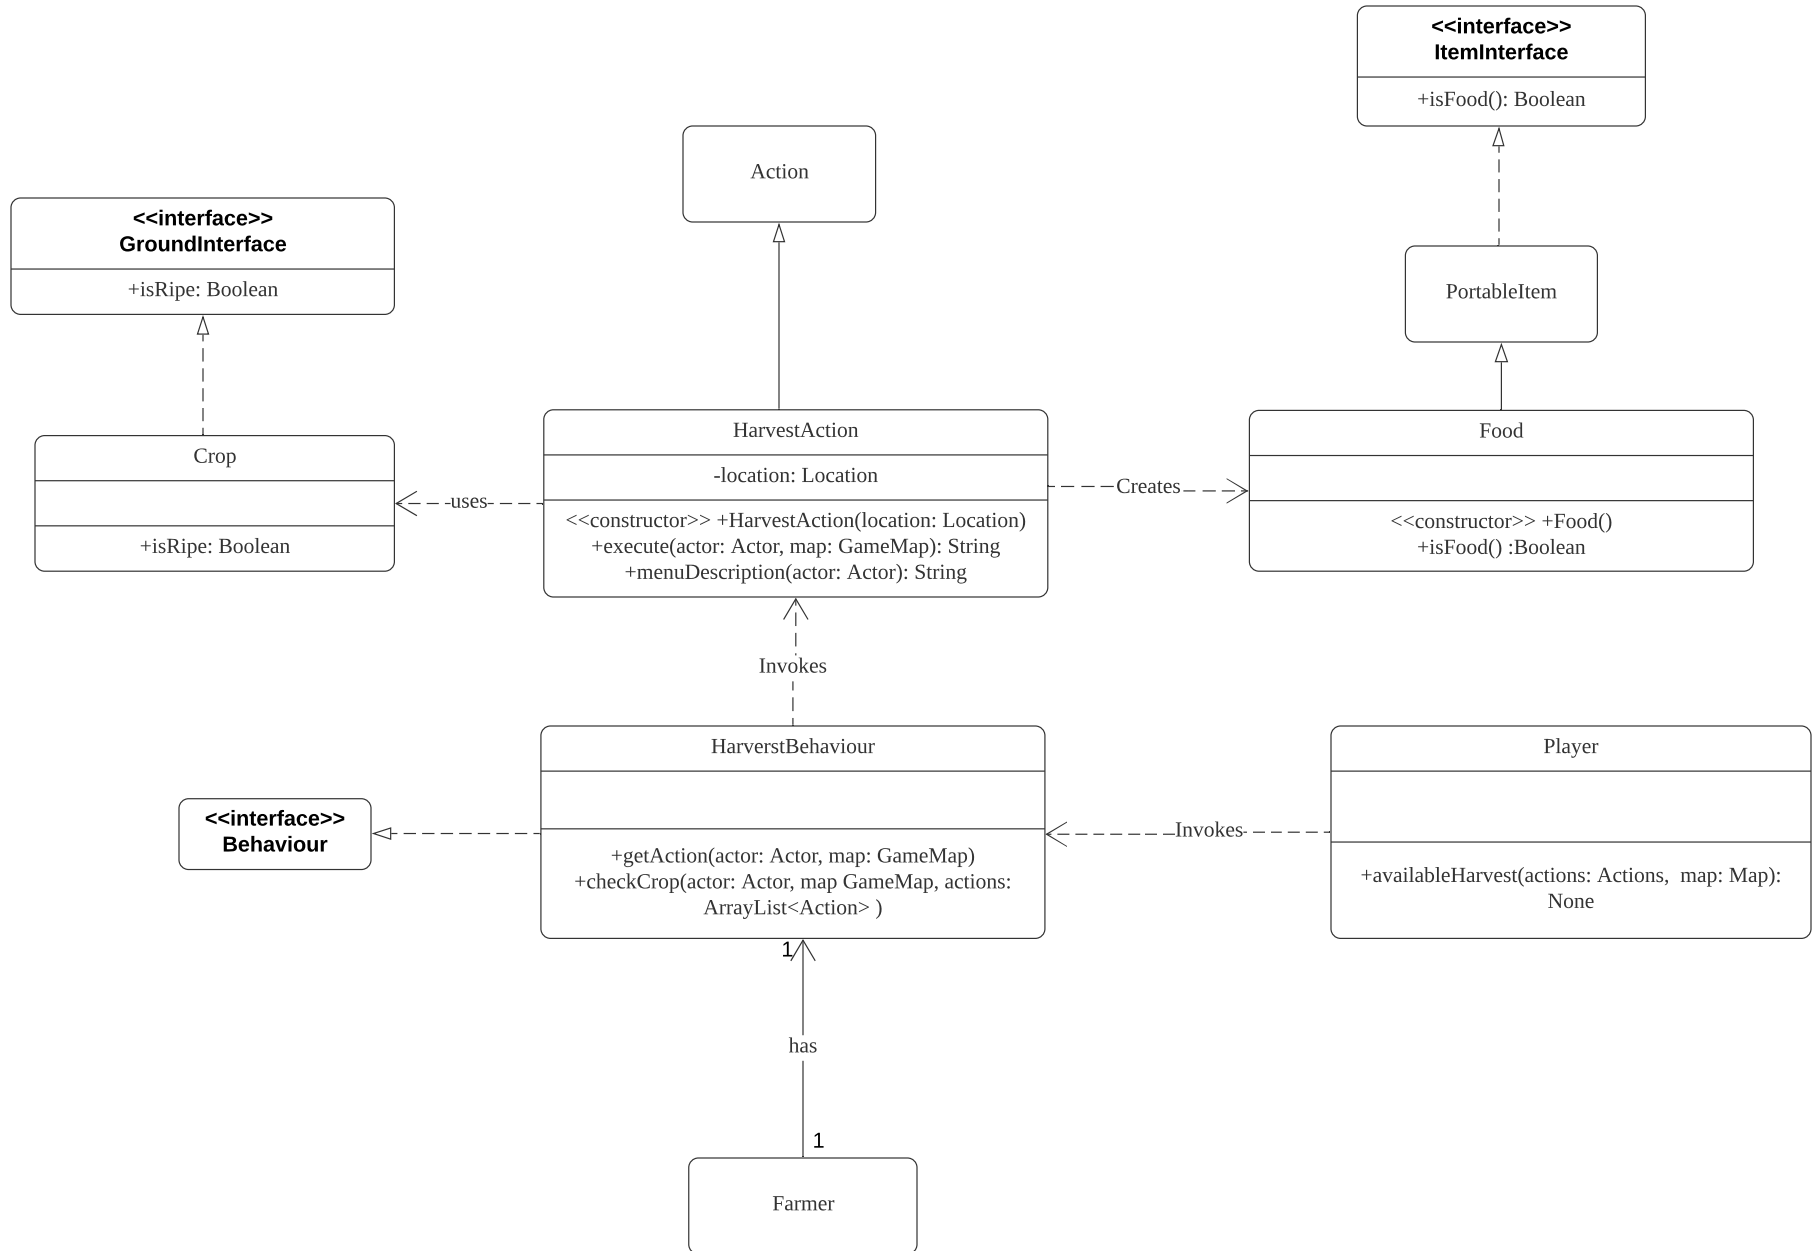 <<interface>>
ItemInterface
+isFood(): Boolean
Action
<<interface>>
GroundInterface
+isRipe: Boolean
PortableItem
Crop
+isRipe: Boolean
uses
HarvestAction
-location: Location
<<constructor>> +HarvestAction(location: Location)
+execute(actor: Actor, map: GameMap): String
+menuDescription(actor: Actor): String
Creates
Food
<<constructor>> +Food()
+isFood() :Boolean
Invokes
<<interface>>
Behaviour
HarverstBehaviour
+getAction(actor: Actor, map: GameMap)
+checkCrop(actor: Actor, map GameMap, actions:
ArrayList<Action> )
Invokes
Player
+availableHarvest(actions: Actions,  map: Map):
None
1
has
1
Farmer